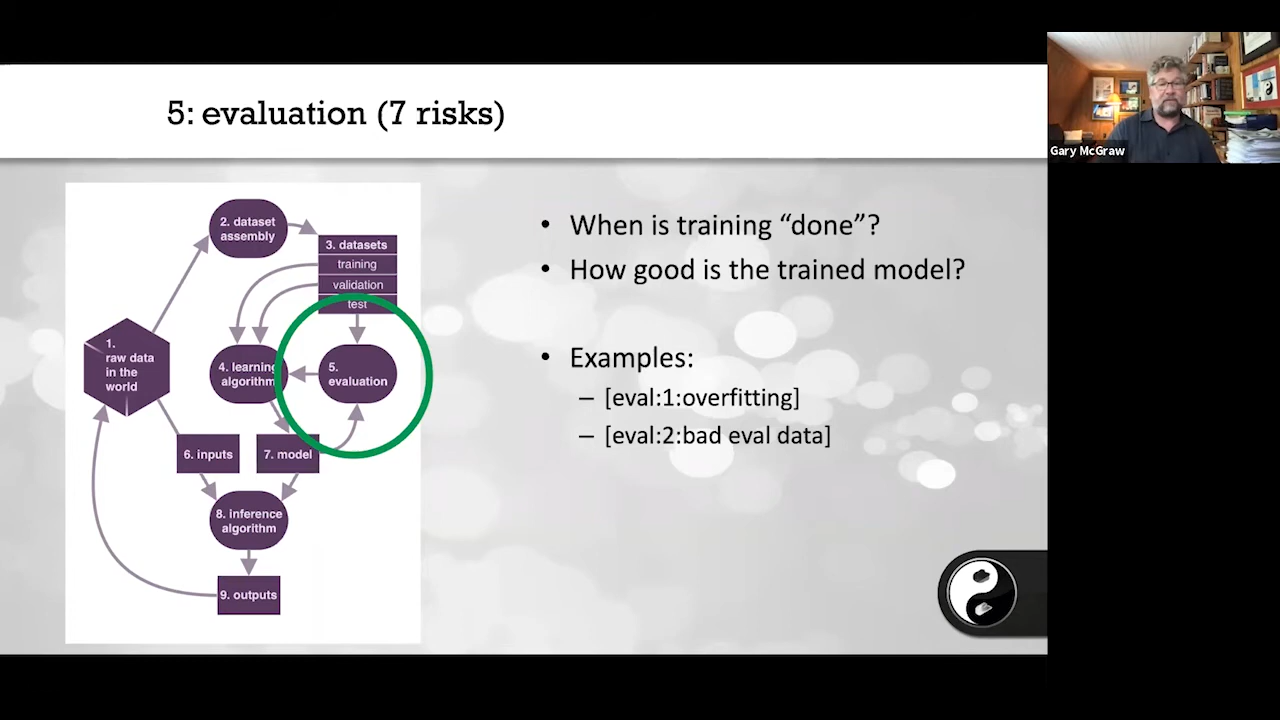 5: evaluation (7 risks)
Gary McGraw
2. dataset
assembly
3. datasets
training
validation
test
1.
raw data
in the
world
4. learning
algorithm
5.
evaluation
6. inputs
7. model
8. inference
algorithm
9. outputs
• When is training “done”?
• How good is the trained model?
• Examples:
– [eval:1:overfitting]
– [eval:2:bad eval data]